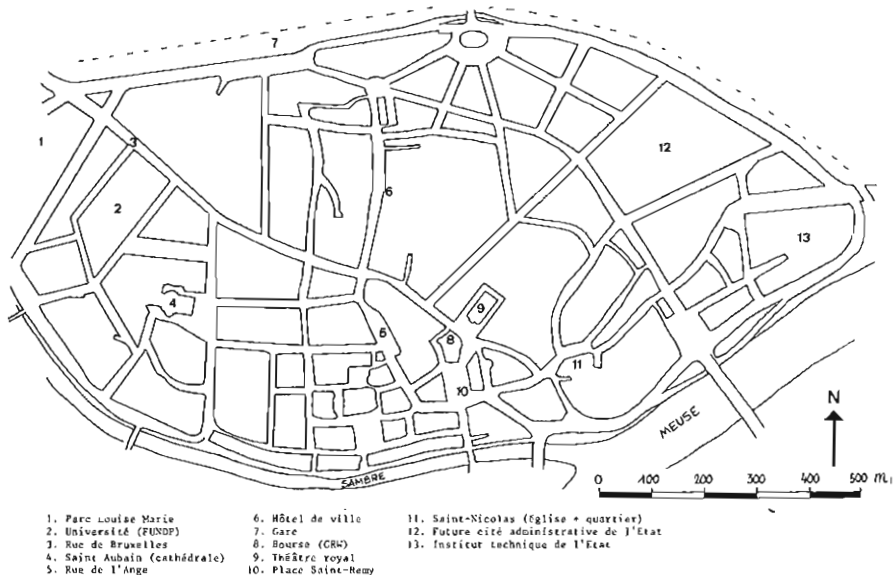 7
1
3
12
2
6
13
4
9
5
8
11
10
N
MEUSE
SAMBRE
0 100 200 300 400 500 m
1. Parc Louise Marie
2. Université (FUNDP)
3. Rue de Bruxelles
4. Saint Aubain (cathédrale)
5. Rue de l'Ange
6. Hôtel de ville
7. Gare
8. Bourse (CRW)
9. Théâtre royal
10. Place Saint-Remy
11. Saint-Nicolas (Eglise + quartier)
12. Future cité administrative de l'Etat
13. Institut technique de l'Etat